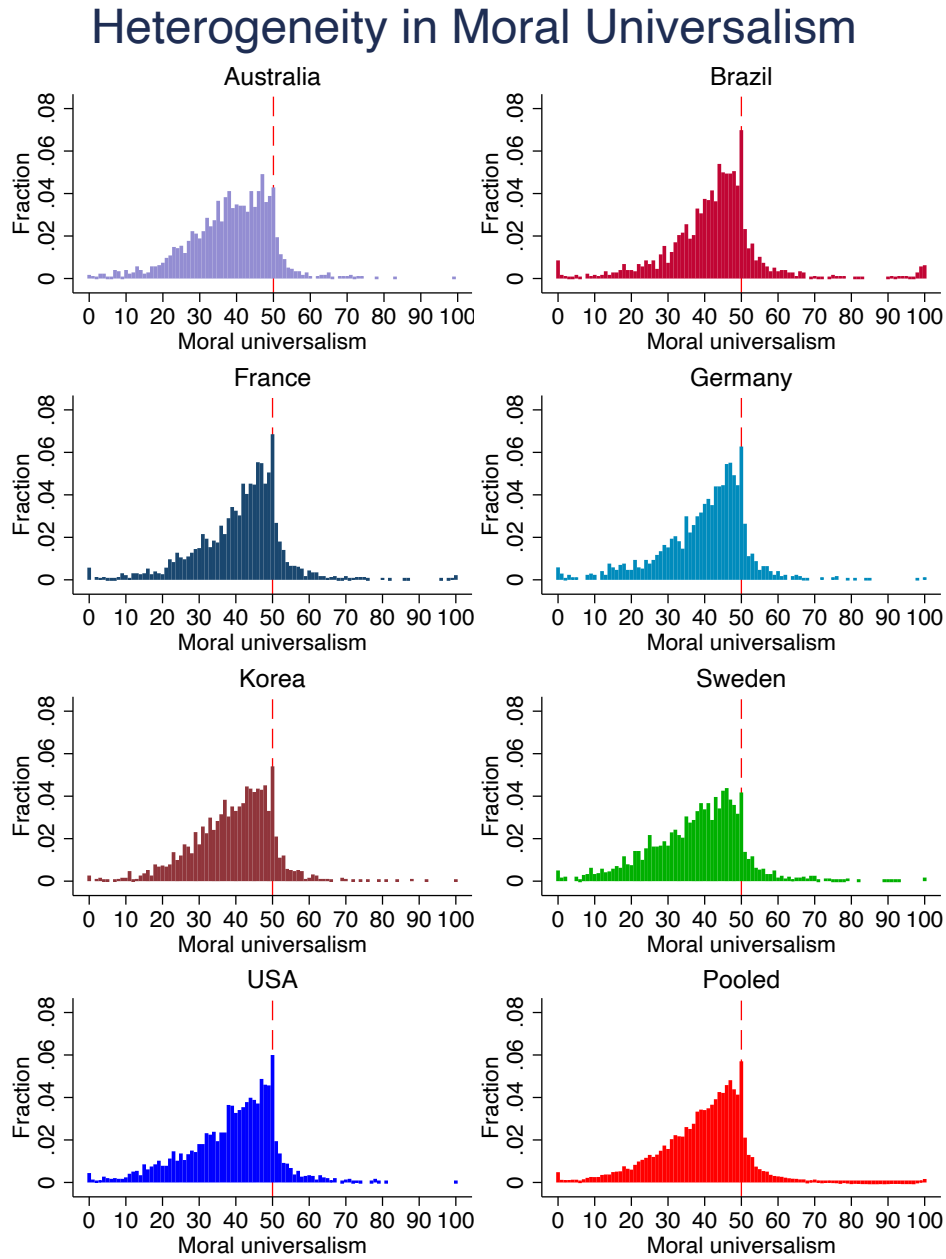 Heterogeneity in Moral Universalism
Australia
Fraction
0 .02 .04 .06 .08
0 10 20 30 40 50 60 70 80 90 100
Moral universalism
Brazil
Fraction
0 .02 .04 .06 .08
0 10 20 30 40 50 60 70 80 90 100
Moral universalism
France
Fraction
0 .02 .04 .06 .08
0 10 20 30 40 50 60 70 80 90 100
Moral universalism
Germany
Fraction
0 .02 .04 .06 .08
0 10 20 30 40 50 60 70 80 90 100
Moral universalism
Korea
Fraction
0 .02 .04 .06 .08
0 10 20 30 40 50 60 70 80 90 100
Moral universalism
Sweden
Fraction
0 .02 .04 .06 .08
0 10 20 30 40 50 60 70 80 90 100
Moral universalism
USA
Fraction
0 .02 .04 .06 .08
0 10 20 30 40 50 60 70 80 90 100
Moral universalism
Pooled
Fraction
0 .02 .04 .06 .08
0 10 20 30 40 50 60 70 80 90 100
Moral universalism